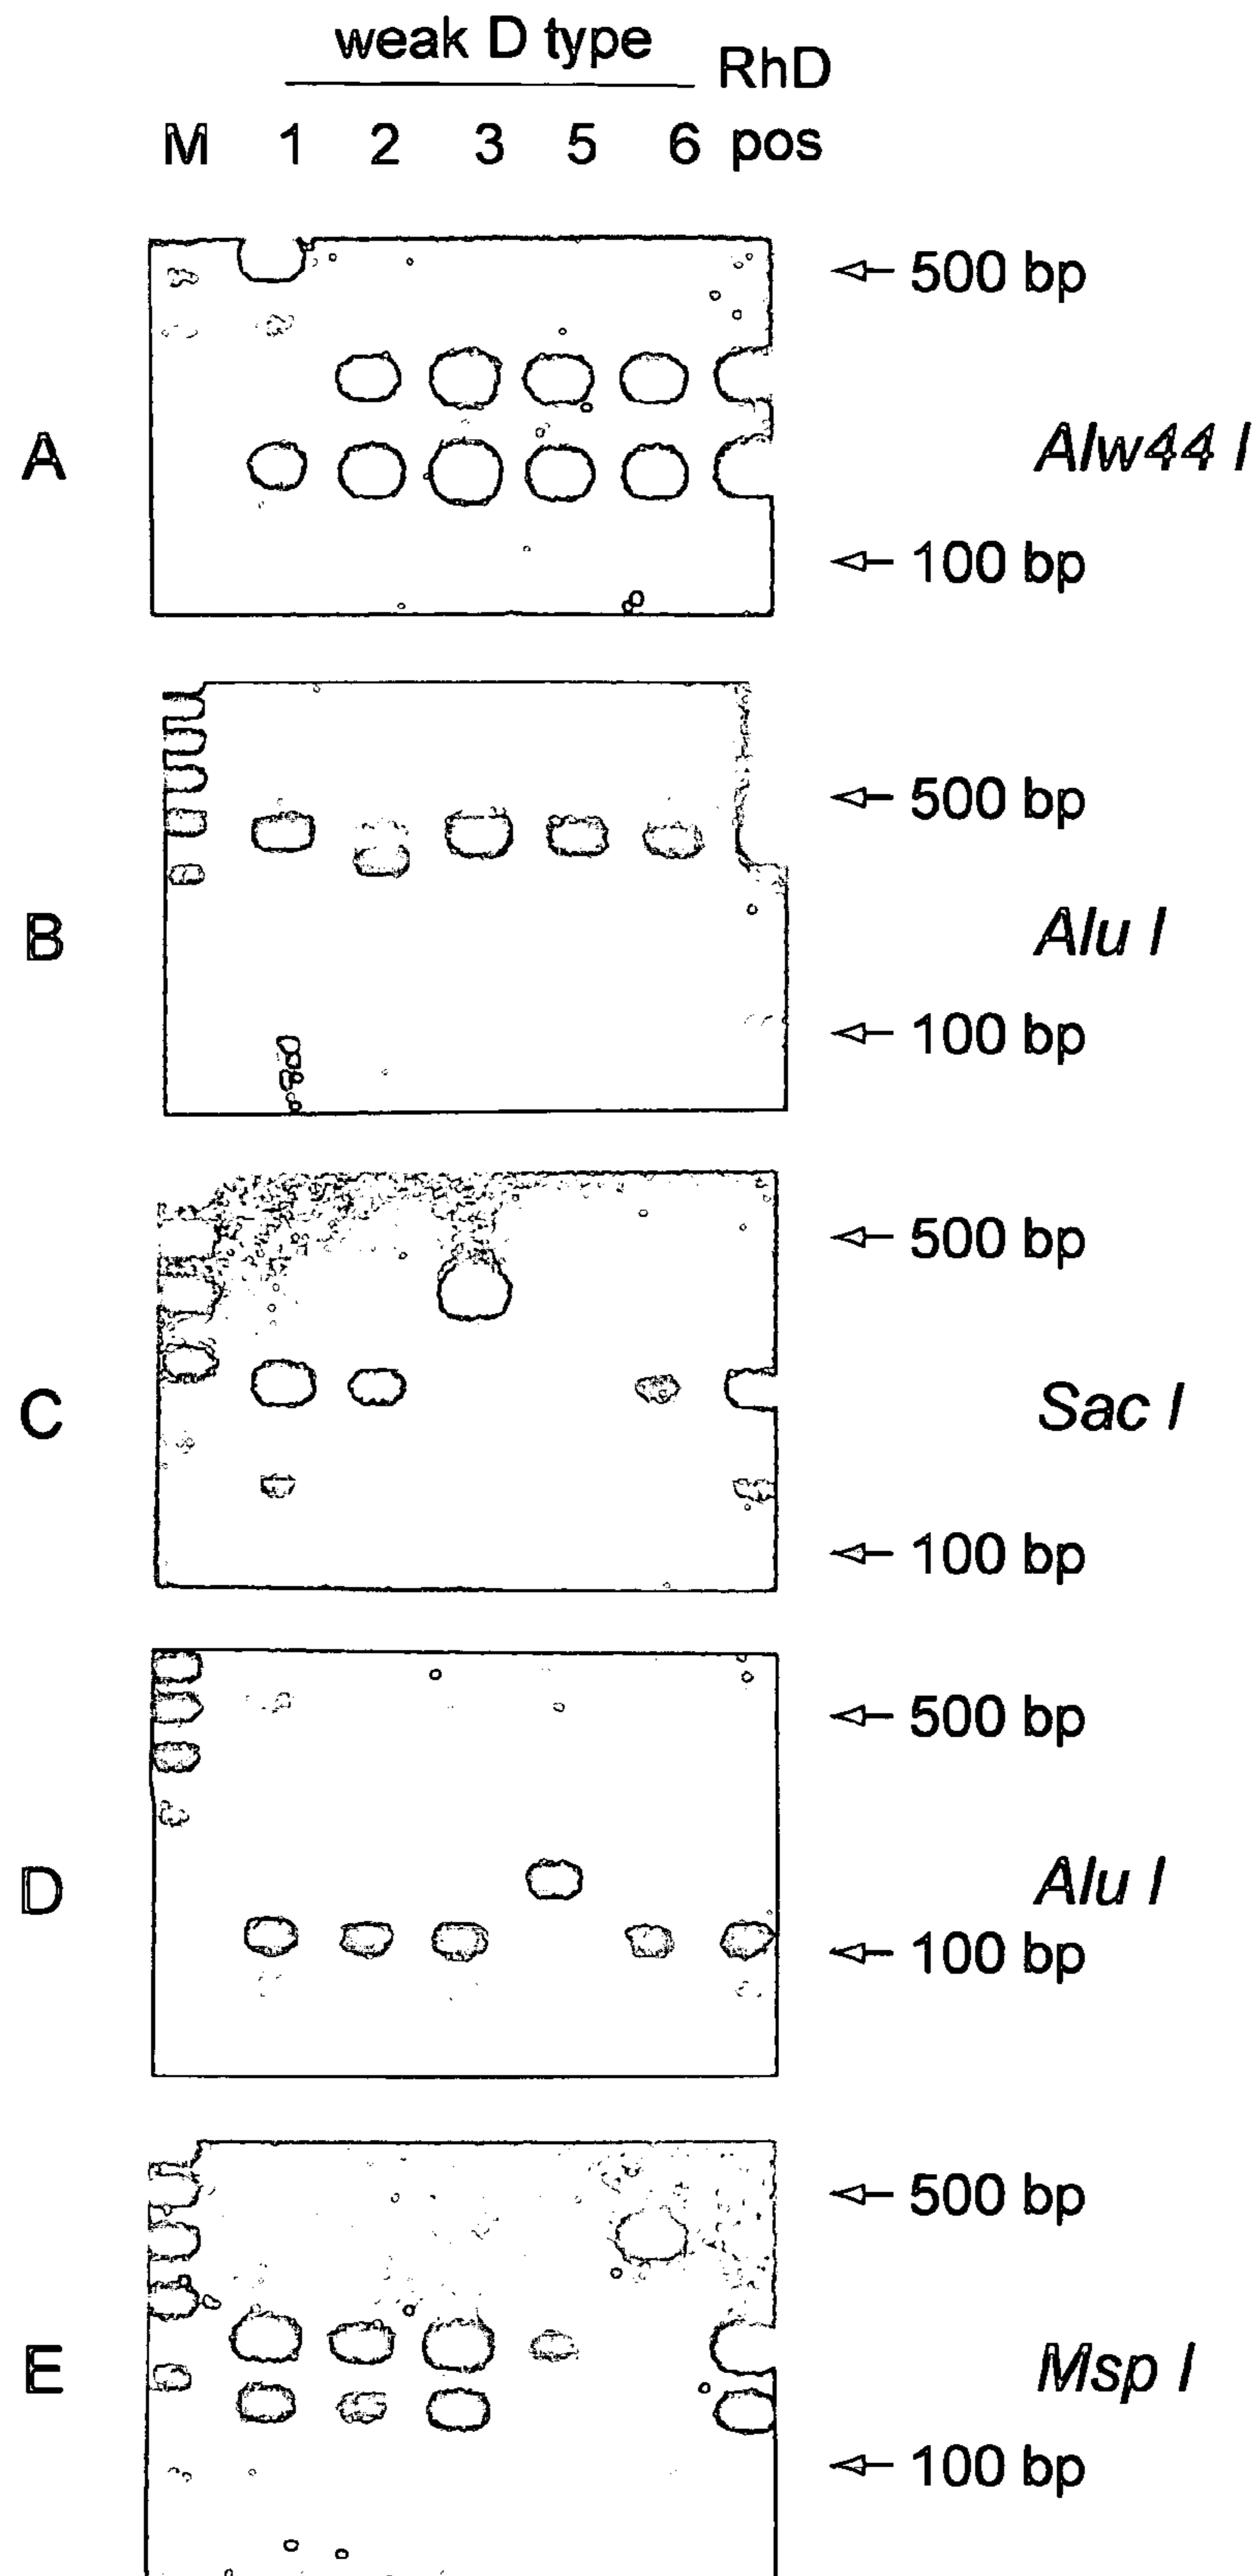 weak D type
RhD
M 1 2 3 5 6 pos
500 bp
A
Alw44 I
100 bp
500 bp
B
Alu I
100 bp
500 bp
C
Sac I
100 bp
500 bp
D
Alu I
100 bp
500 bp
E
Msp I
100 bp